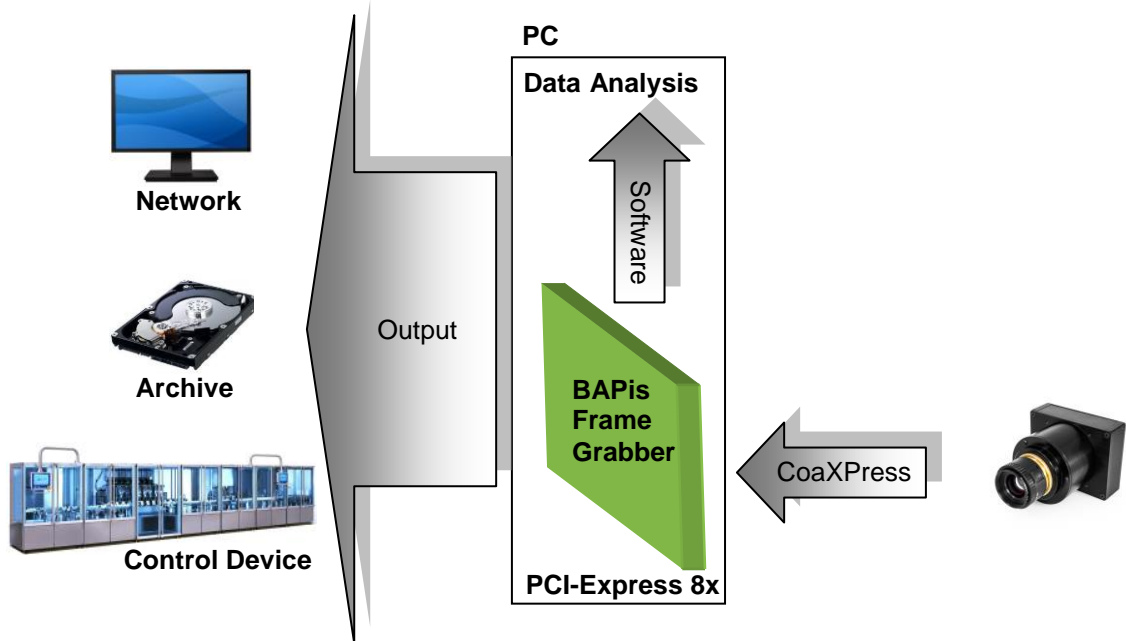 PC
Data Analysis
Software
Network
Output
Archive
BAPis
Frame
Grabber
CoaXPress
Control Device
PCI-Express 8x